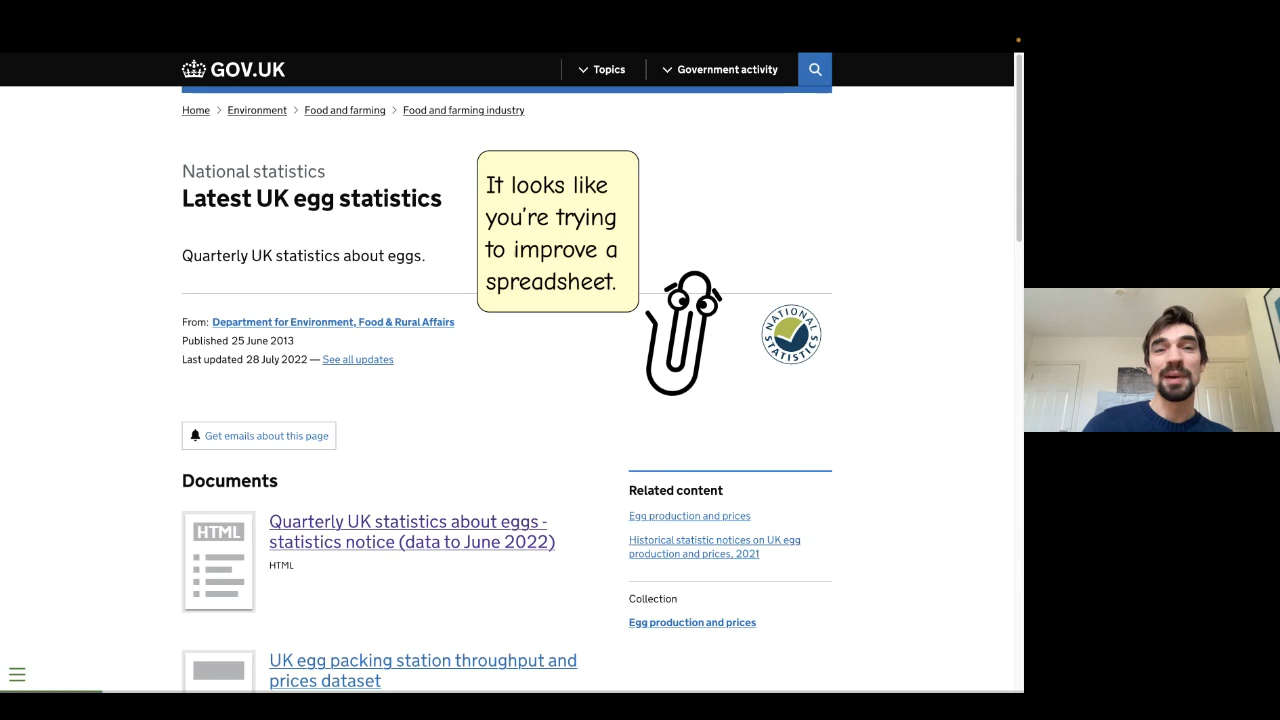 GOV.UK
Topics
Government activity
Home > Environment > Food and farming > Food and farming industry
National statistics
Latest UK egg statistics
Quarterly UK statistics about eggs.
It looks like
you're trying
to improve a
spreadsheet.
From: Department for Environment, Food & Rural Affairs
Published 25 June 2013
Last updated 28 July 2022 — See all updates
NATIONAL STATISTICS
Get emails about this page
Documents
HTML
Quarterly UK statistics about eggs -
statistics notice (data to June 2022)
HTML
UK egg packing station throughput and
prices dataset
Related content
Egg production and prices
Historical statistic notices on UK egg
production and prices, 2021
Collection
Egg production and prices